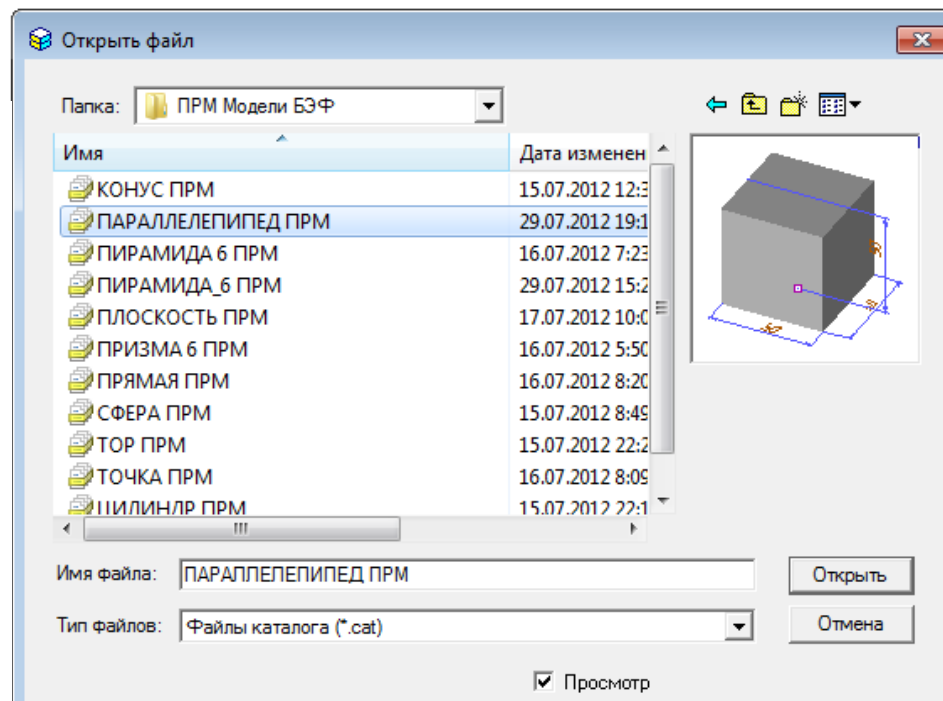 Открыть файл
Папка: ПРМ Модели БЭФ
Имя Дата изменен
КОНУС ПРМ 15.07.2012 12:3
ПАРАЛЛЕЛЕПИПЕД ПРМ 29.07.2012 19:1
ПИРАМИДА 6 ПРМ 16.07.2012 7:23
ПИРАМИДА_6 ПРМ 29.07.2012 15:2
ПЛОСКОСТЬ ПРМ 17.07.2012 10:0
ПРИЗМА 6 ПРМ 16.07.2012 5:50
ПРЯМАЯ ПРМ 16.07.2012 8:20
СФЕРА ПРМ 15.07.2012 8:49
ТОР ПРМ 15.07.2012 22:2
ТОЧКА ПРМ 16.07.2012 8:09
ЦИЛИНДР ПРМ 15.07.2012 22:1
Имя файла: ПАРАЛЛЕЛЕПИПЕД ПРМ Открыть
Тип файлов: Файлы каталога (*.cat) Отмена
Просмотр